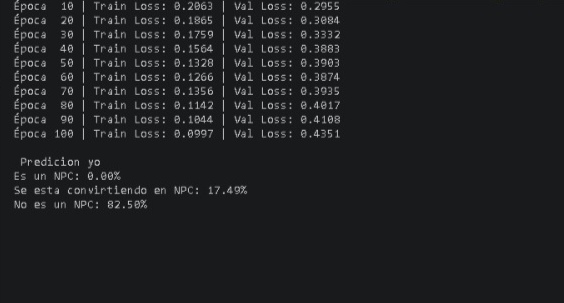 Época  10 | Train Loss: 0.2063 | Val Loss: 0.2955
Época  20 | Train Loss: 0.1865 | Val Loss: 0.3084
Época  30 | Train Loss: 0.1759 | Val Loss: 0.3332
Época  40 | Train Loss: 0.1564 | Val Loss: 0.3883
Época  50 | Train Loss: 0.1328 | Val Loss: 0.3903
Época  60 | Train Loss: 0.1266 | Val Loss: 0.3874
Época  70 | Train Loss: 0.1356 | Val Loss: 0.3935
Época  80 | Train Loss: 0.1142 | Val Loss: 0.4017
Época  90 | Train Loss: 0.1044 | Val Loss: 0.4108
Época 100 | Train Loss: 0.0997 | Val Loss: 0.4351
Predicion yo
Es un NPC: 0.00%
Se esta convirtiendo en NPC: 17.49%
No es un NPC: 82.50%